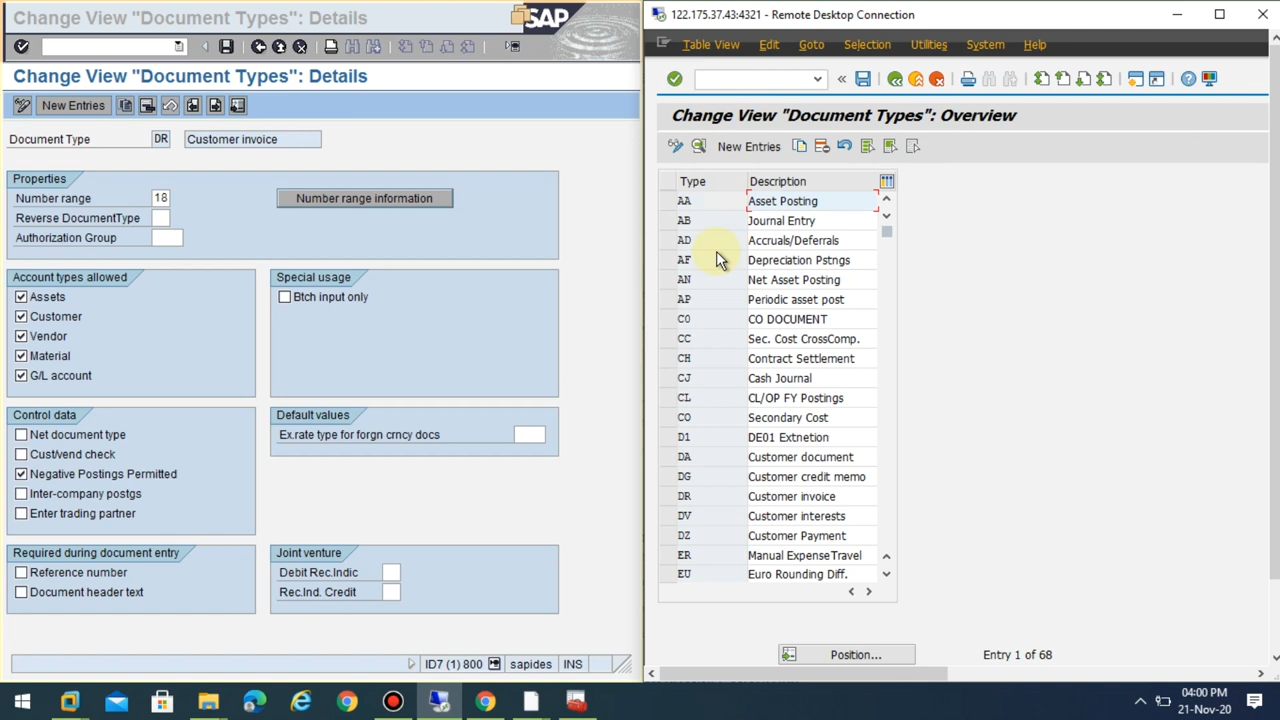 Change View "Document Types": Details
SAP
Change View "Document Types": Details
New Entries
Document Type DR Customer invoice
Properties
Number range 18 Number range information
Reverse DocumentType
Authorization Group
Account types allowed
Assets
Customer
Vendor
Material
G/L account
Special usage
Btch input only
Control data
Net document type
Cust/vend check
Negative Postings Permitted
Inter-company postgs
Enter trading partner
Default values
Ex.rate type for forgn crncy docs
Required during document entry
Reference number
Document header text
Joint venture
Debit Rec.Indic
Rec.Ind. Credit
ID7 (1) 800 sapides INS
122.175.37.43:4321 - Remote Desktop Connection
Table View Edit Goto Selection Utilities System Help
Change View "Document Types": Overview
New Entries
Type Description
AA Asset Posting
AB Journal Entry
AD Accruals/Deferrals
AF Depreciation Pstngs
AN Net Asset Posting
AP Periodic asset post
C0 CO DOCUMENT
CC Sec. Cost CrossComp.
CH Contract Settlement
CJ Cash Journal
CL CL/OP FY Postings
CO Secondary Cost
D1 DE01 Extnetion
DA Customer document
DG Customer credit memo
DR Customer invoice
DV Customer interests
DZ Customer Payment
ER Manual ExpenseTravel
EU Euro Rounding Diff.
Position... Entry 1 of 68
04:00 PM
21-Nov-20